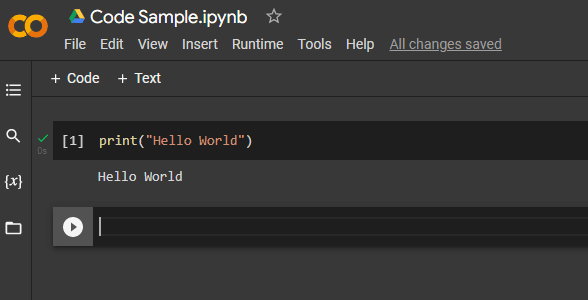 Code Sample.ipynb
File Edit View Insert Runtime Tools Help All changes saved
+ Code + Text
[1] print("Hello World")
0s
Hello World
{x}